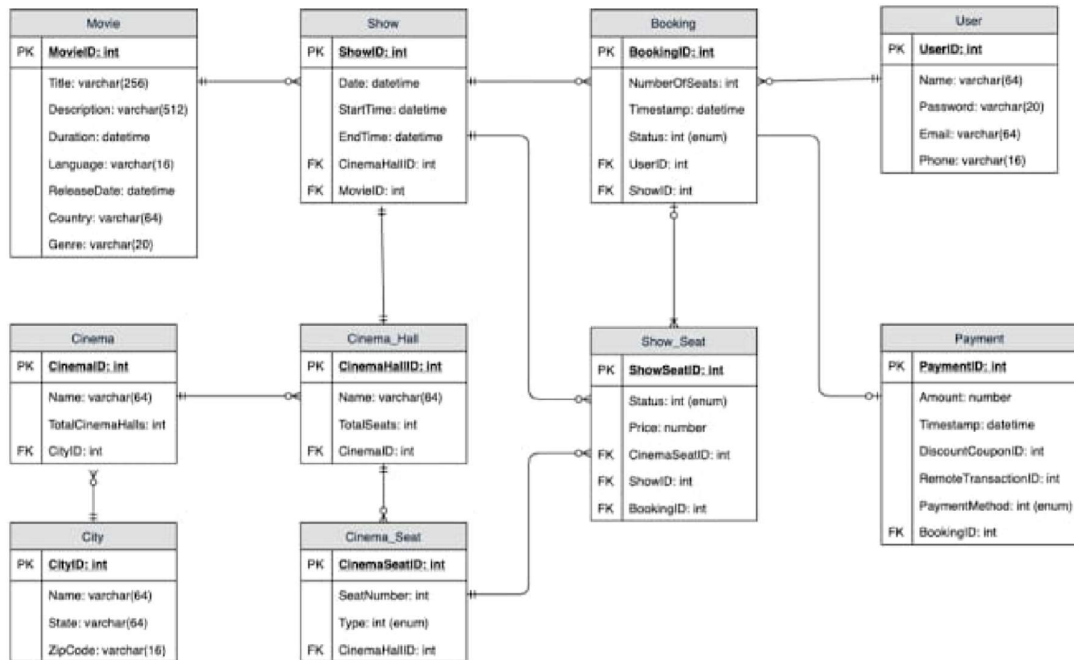 Movie
PK MovieID: int
Title: varchar(256)
Description: varchar(512)
Duration: datetime
Language: varchar(16)
ReleaseDate: datetime
Country: varchar(64)
Genre: varchar(20)
Show
PK ShowID: int
Date: datetime
StartTime: datetime
EndTime: datetime
FK CinemaHallID: int
FK MovieID: int
Booking
PK BookingID: int
NumberOfSeats: int
Timestamp: datetime
Status: int (enum)
FK UserID: int
FK ShowID: int
User
PK UserID: int
Name: varchar(64)
Password: varchar(20)
Email: varchar(64)
Phone: varchar(16)
Cinema
PK CinemaID: int
Name: varchar(64)
TotalCinemaHalls: int
FK CityID: int
Cinema_Hall
PK CinemaHallID: int
Name: varchar(64)
TotalSeats: int
FK CinemaID: int
Show_Seat
PK ShowSeatID: int
Status: int (enum)
Price: number
FK CinemaSeatID: int
FK ShowID: int
FK BookingID: int
Payment
PK PaymentID: int
Amount: number
Timestamp: datetime
DiscountCouponID: int
RemoteTransactionID: int
PaymentMethod: int (enum)
FK BookingID: int
City
PK CityID: int
Name: varchar(64)
State: varchar(64)
ZipCode: varchar(16)
Cinema_Seat
PK CinemaSeatID: int
SeatNumber: int
Type: int (enum)
FK CinemaHallID: int